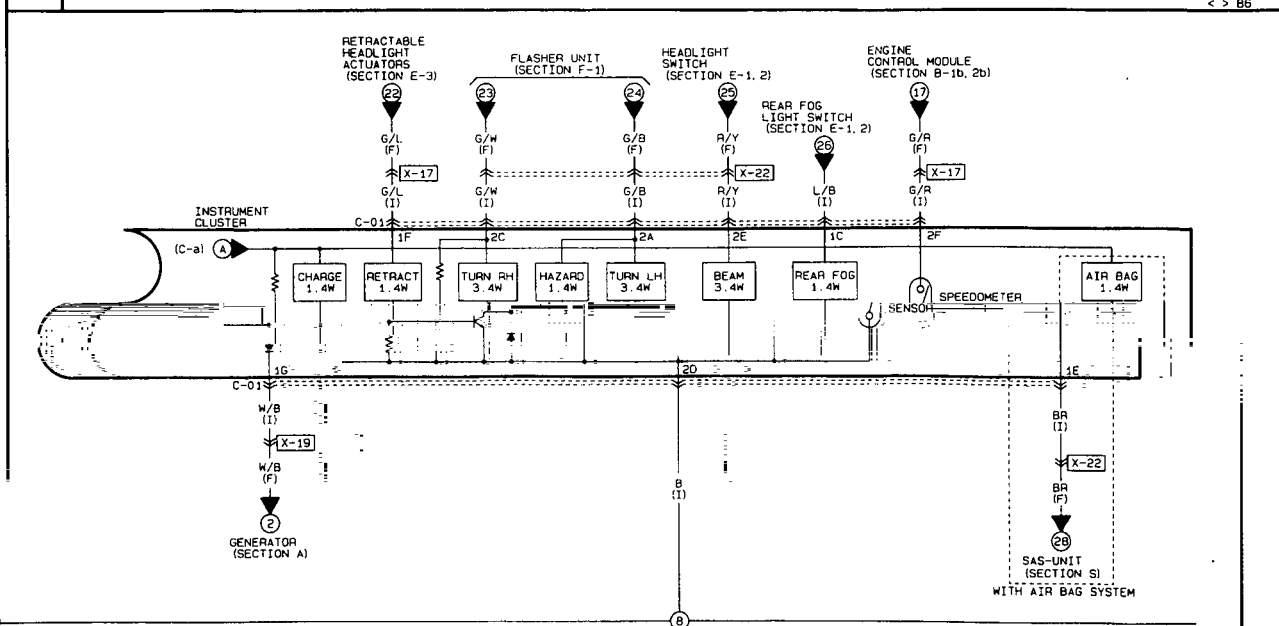 < > B6
RETRACTABLE
HEADLIGHT
ACTUATORS
(SECTION E-3)
FLASHER UNIT
(SECTION F-1)
HEADLIGHT
SWITCH
(SECTION E-1, 2)
REAR FOG
LIGHT SWITCH
(SECTION E-1, 2)
ENGINE
CONTROL MODULE
(SECTION B-1b, 2b)
22 23 24 25 26 17
G/L
(F)
G/W
(F)
G/B
(F)
R/Y
(F)
G/R
(F)
X-17 X-22 X-17
G/L
(I)
G/W
(I)
G/B
(I)
R/Y
(I)
L/B
(I)
G/R
(I)
INSTRUMENT
CLUSTER
C-01
1F 2C 2A 2E 1C 2F
(C-a) A
CHARGE
1.4W
RETRACT
1.4W
TURN RH
3.4W
HAZARD
1.4W
TURN LH
3.4W
BEAM
3.4W
REAR FOG
1.4W
AIR BAG
1.4W
SPEEDOMETER
SENSOR
1G 2D 1E
C-01
W/B
(I)
X-19
W/B
(F)
2
GENERATOR
(SECTION A)
B
(I)
8
BR
(I)
X-22
BR
(F)
28
SAS-UNIT
(SECTION S)
WITH AIR BAG SYSTEM